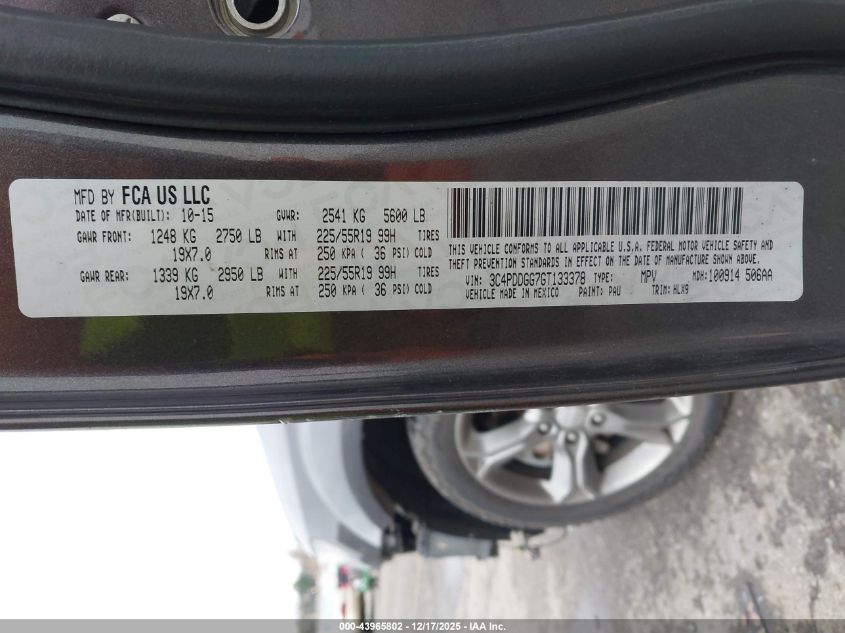 MFD BY FCA US LLC
DATE OF MFR(BUILT): 10-15 GVWR: 2541 KG 5600 LB
GAWR FRONT: 1248 KG 2750 LB WITH 225/55R19 99H TIRES
19X7.0 RIMS AT 250 KPA ( 36 PSI) COLD
GAWR REAR: 1339 KG 2950 LB WITH 225/55R19 99H TIRES
19X7.0 RIMS AT 250 KPA ( 36 PSI) COLD
THIS VEHICLE CONFORMS TO ALL APPLICABLE U.S.A. FEDERAL MOTOR VEHICLE SAFETY AND
THEFT PREVENTION STANDARDS IN EFFECT ON THE DATE OF MANUFACTURE SHOWN ABOVE.
VIN: 3C4PDDGG7GT133378 TYPE: MPV MDH: 100914 506AA
VEHICLE MADE IN MEXICO PAINT: PAU TRIM: HLX9
000-43965802 - 12/17/2025 - IAA Inc.